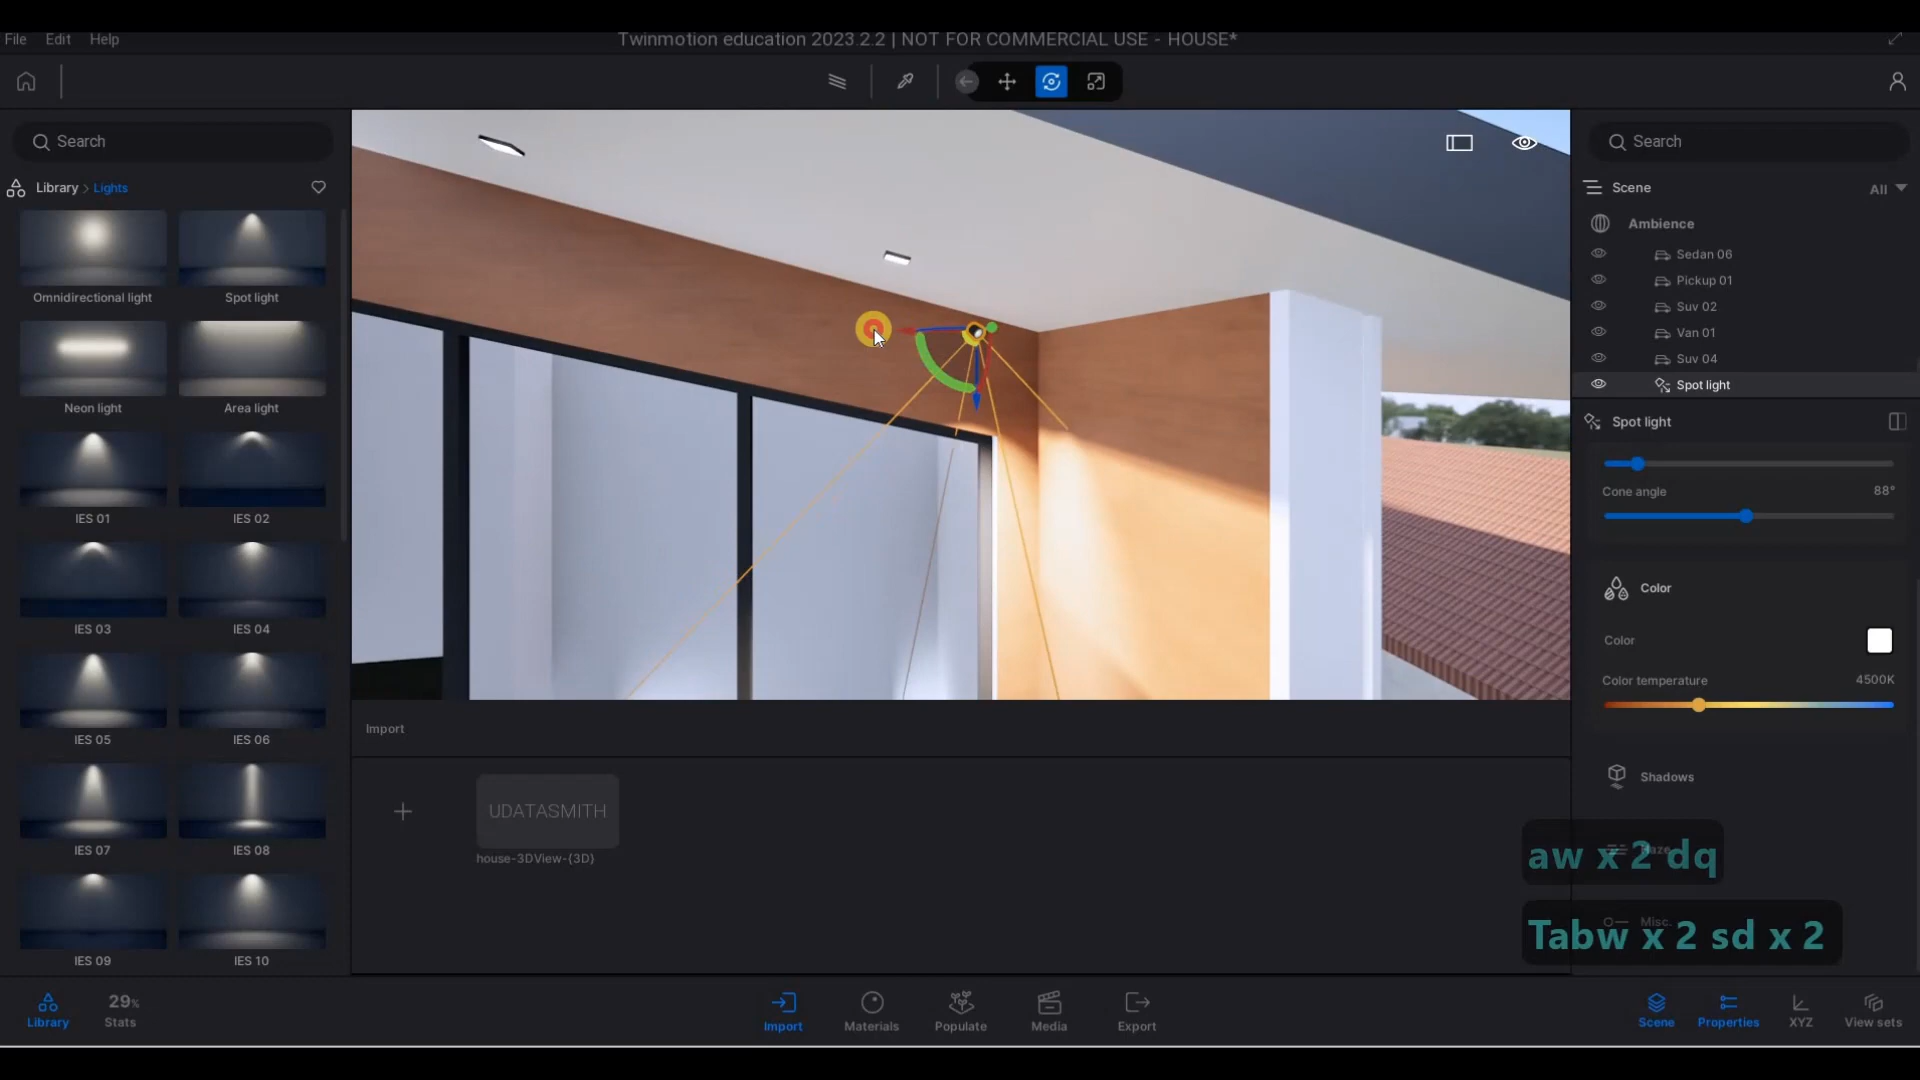 File Edit Help
Twinmotion education 2023.2.2 | NOT FOR COMMERCIAL USE - HOUSE*
Search
Library > Lights
Omnidirectional light
Spot light
Neon light
Area light
IES 01
IES 02
IES 03
IES 04
IES 05
IES 06
IES 07
IES 08
IES 09
IES 10
Library
29%
Stats
Import
UDATASMITH
house-3DView-{3D}
Import
Materials
Populate
Media
Export
Search
Scene
All
Ambience
Sedan 06
Pickup 01
Suv 02
Van 01
Suv 04
Spot light
Spot light
Cone angle 88°
Color
Color
Color temperature 4500K
Shadows
Haze
aw x 2 dq
Misc.
Tabw x 2 sd x 2
Scene
Properties
XYZ
View sets